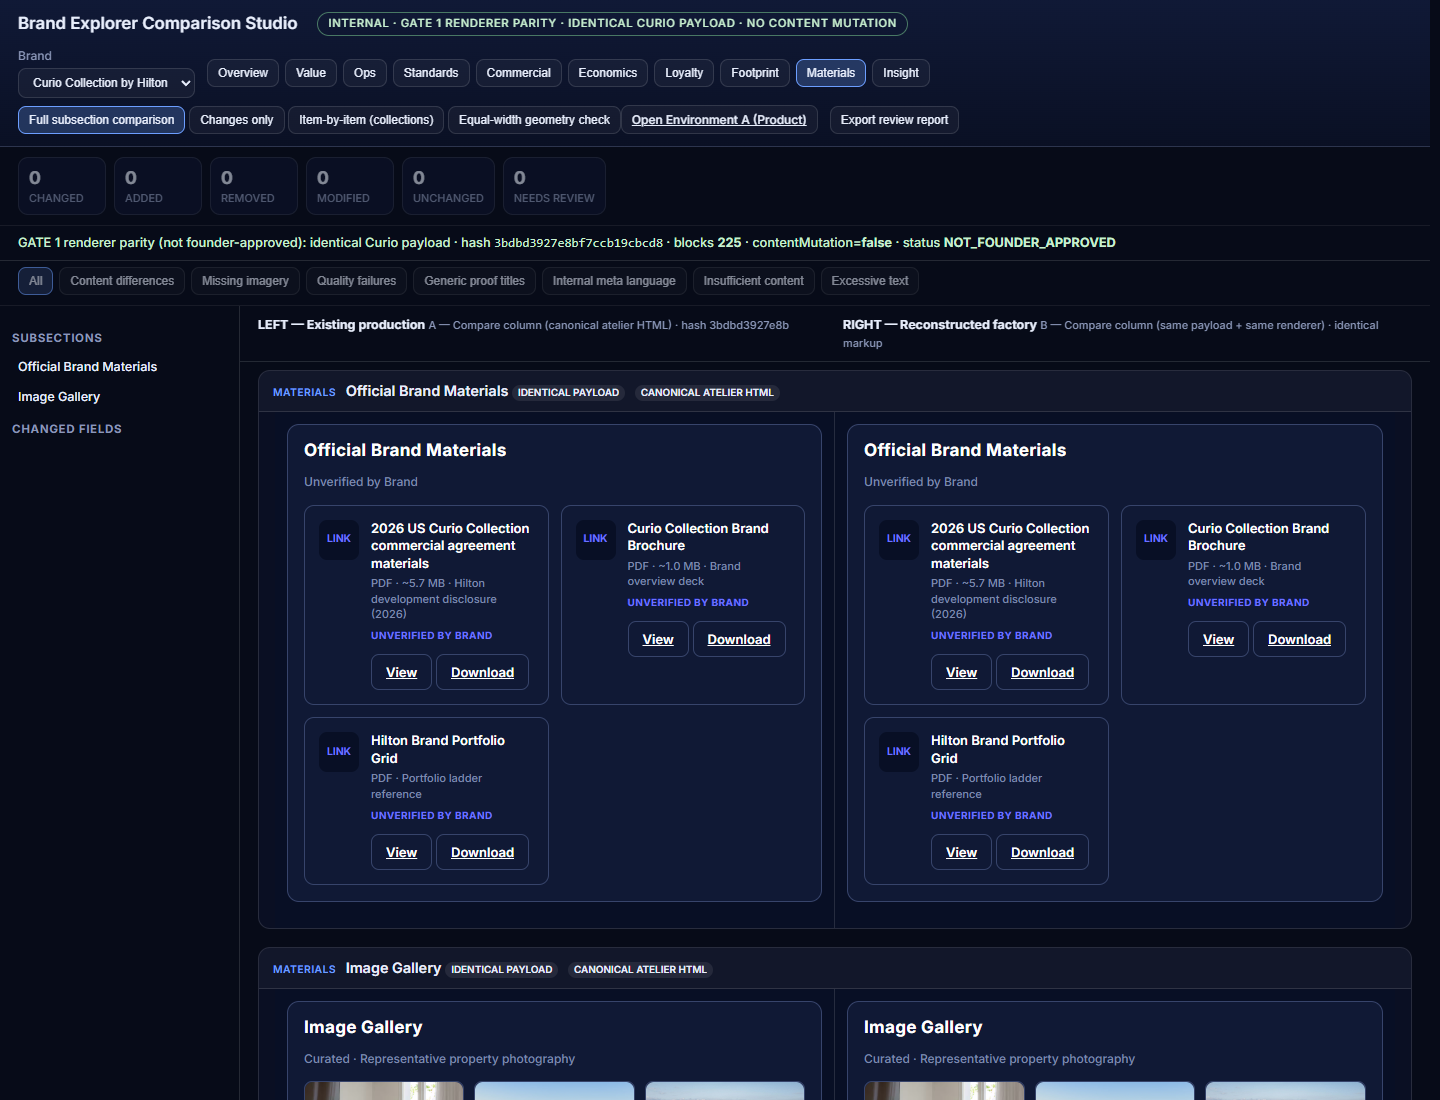 Brand Explorer Comparison Studio
INTERNAL · GATE 1 RENDERER PARITY · IDENTICAL CURIO PAYLOAD · NO CONTENT MUTATION
Brand
Curio Collection by Hilton
Overview
Value
Ops
Standards
Commercial
Economics
Loyalty
Footprint
Materials
Insight
Full subsection comparison
Changes only
Item-by-item (collections)
Equal-width geometry check
Open Environment A (Product)
Export review report
0
CHANGED
0
ADDED
0
REMOVED
0
MODIFIED
0
UNCHANGED
0
NEEDS REVIEW
GATE 1 renderer parity (not founder-approved): identical Curio payload · hash 3bdbd3927e8bf7ccb19cbcd8 · blocks 225 · contentMutation=false · status NOT_FOUNDER_APPROVED
All
Content differences
Missing imagery
Quality failures
Generic proof titles
Internal meta language
Insufficient content
Excessive text
SUBSECTIONS
Official Brand Materials
Image Gallery
CHANGED FIELDS
LEFT — Existing production A — Compare column (canonical atelier HTML) · hash 3bdbd3927e8b
RIGHT — Reconstructed factory B — Compare column (same payload + same renderer) · identical
markup
MATERIALS Official Brand Materials IDENTICAL PAYLOAD CANONICAL ATELIER HTML
Official Brand Materials
Unverified by Brand
LINK
2026 US Curio Collection
commercial agreement
materials
PDF · ~5.7 MB · Hilton
development disclosure
(2026)
UNVERIFIED BY BRAND
View
Download
LINK
Curio Collection Brand
Brochure
PDF · ~1.0 MB · Brand
overview deck
UNVERIFIED BY BRAND
View
Download
LINK
Hilton Brand Portfolio
Grid
PDF · Portfolio ladder
reference
UNVERIFIED BY BRAND
View
Download
Official Brand Materials
Unverified by Brand
LINK
2026 US Curio Collection
commercial agreement
materials
PDF · ~5.7 MB · Hilton
development disclosure
(2026)
UNVERIFIED BY BRAND
View
Download
LINK
Curio Collection Brand
Brochure
PDF · ~1.0 MB · Brand
overview deck
UNVERIFIED BY BRAND
View
Download
LINK
Hilton Brand Portfolio
Grid
PDF · Portfolio ladder
reference
UNVERIFIED BY BRAND
View
Download
MATERIALS Image Gallery IDENTICAL PAYLOAD CANONICAL ATELIER HTML
Image Gallery
Curated · Representative property photography
Image Gallery
Curated · Representative property photography